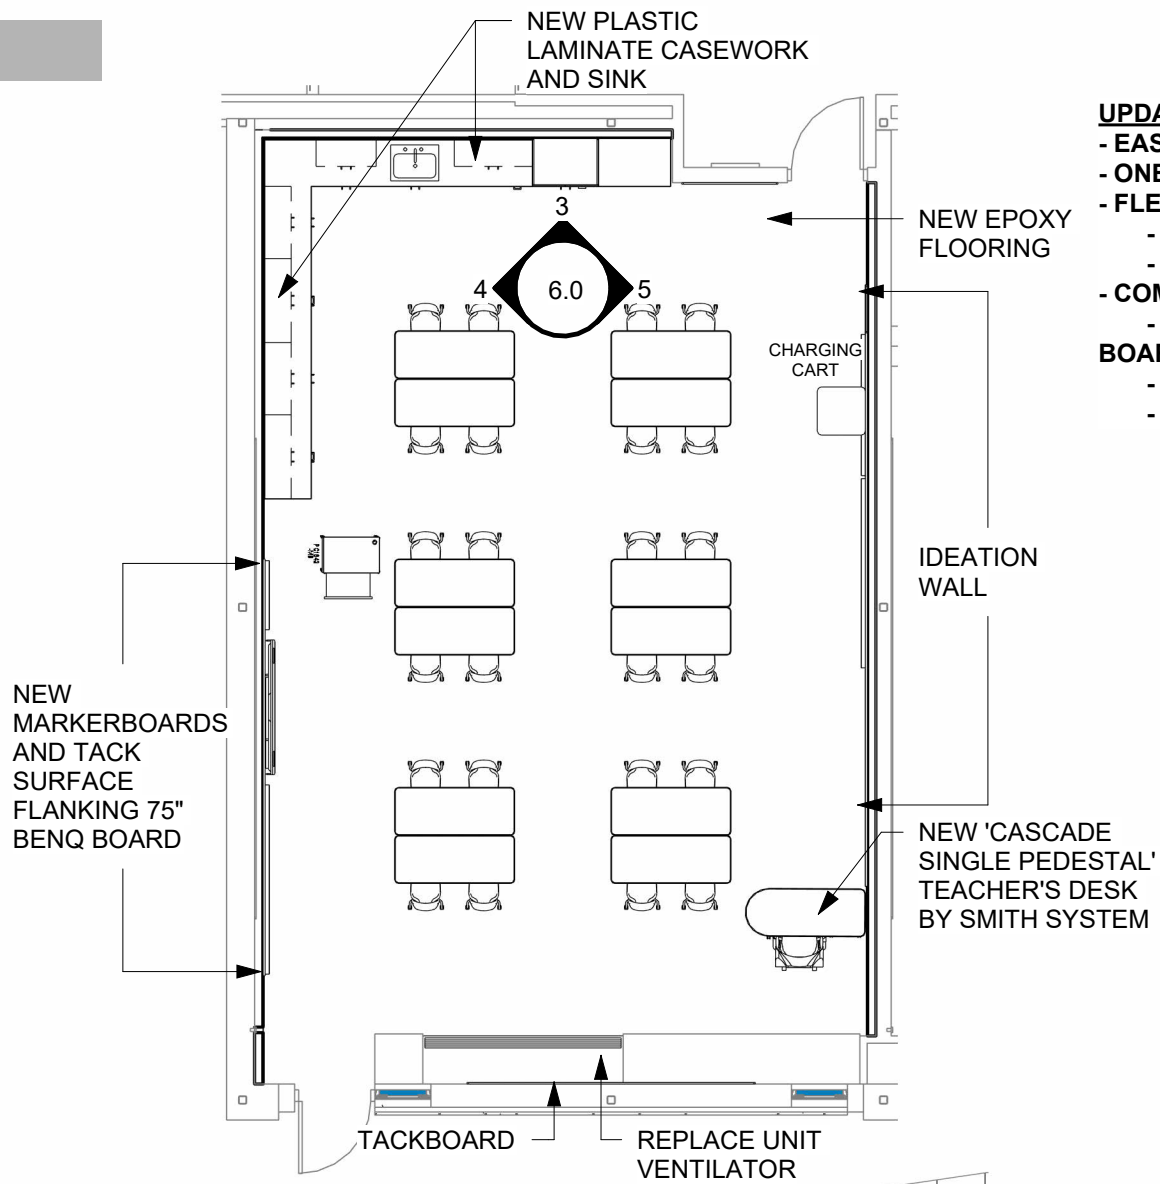 NEW PLASTIC
LAMINATE CASEWORK
AND SINK
UPDA
- EAS
- ONE
- FLE
-
-
- COM
-
BOAR
-
-
NEW EPOXY
FLOORING
3
4
6.0
5
CHARGING
CART
IDEATION
WALL
NEW
MARKERBOARDS
AND TACK
SURFACE
FLANKING 75"
BENQ BOARD
NEW 'CASCADE
SINGLE PEDESTAL'
TEACHER'S DESK
BY SMITH SYSTEM
TACKBOARD
REPLACE UNIT
VENTILATOR